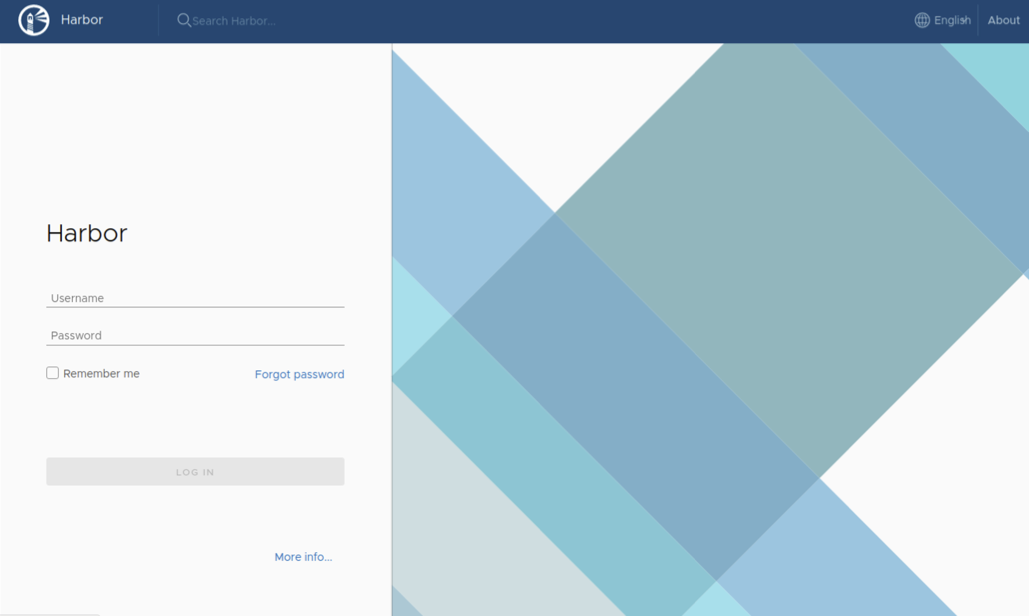 Harbor
Search Harbor...
English
About
Harbor
Username
Password
Remember me
Forgot password
LOG IN
More info...